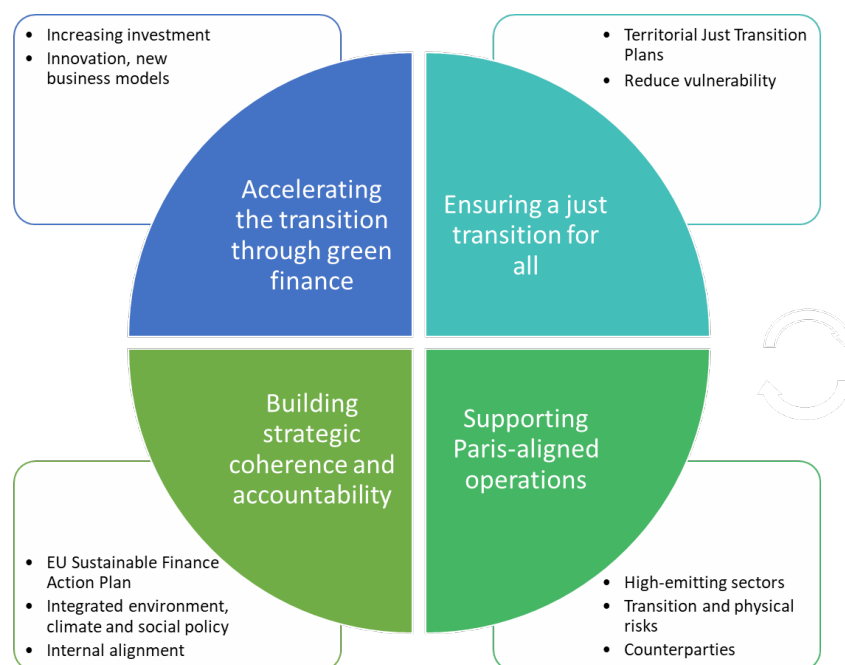 • Increasing investment
• Innovation, new
business models
• Territorial Just Transition
Plans
• Reduce vulnerability
Accelerating
the transition
through green
finance
Ensuring a just
transition for
all
Building
strategic
coherence and
accountability
Supporting
Paris-aligned
operations
• EU Sustainable Finance
Action Plan
• Integrated environment,
climate and social policy
• Internal alignment
• High-emitting sectors
• Transition and physical
risks
• Counterparties